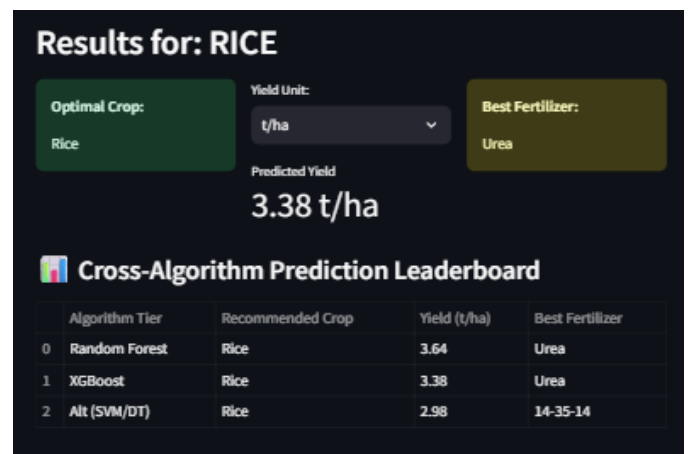 Results for: RICE
Optimal Crop:
Rice
Yield Unit:
t/ha
Predicted Yield
3.38 t/ha
Best Fertilizer:
Urea
Cross-Algorithm Prediction Leaderboard
Algorithm Tier Recommended Crop Yield (t/ha) Best Fertilizer
0 Random Forest Rice 3.64 Urea
1 XGBoost Rice 3.38 Urea
2 Alt (SVM/DT) Rice 2.98 14-35-14